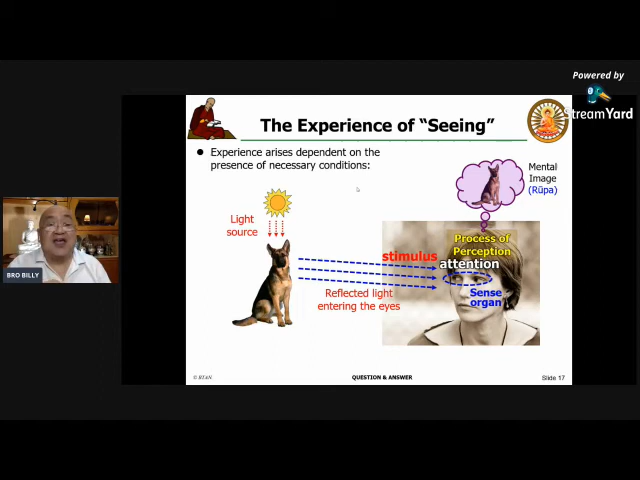 Powered by
StreamYard
The Experience of “Seeing”
Experience arises dependent on the
presence of necessary conditions:
Mental
Image
(Rūpa)
Light
source
Process of
Perception
stimulus
attention
Sense
organ
Reflected light
entering the eyes
BRO BILLY
QUESTION & ANSWER
Slide 17